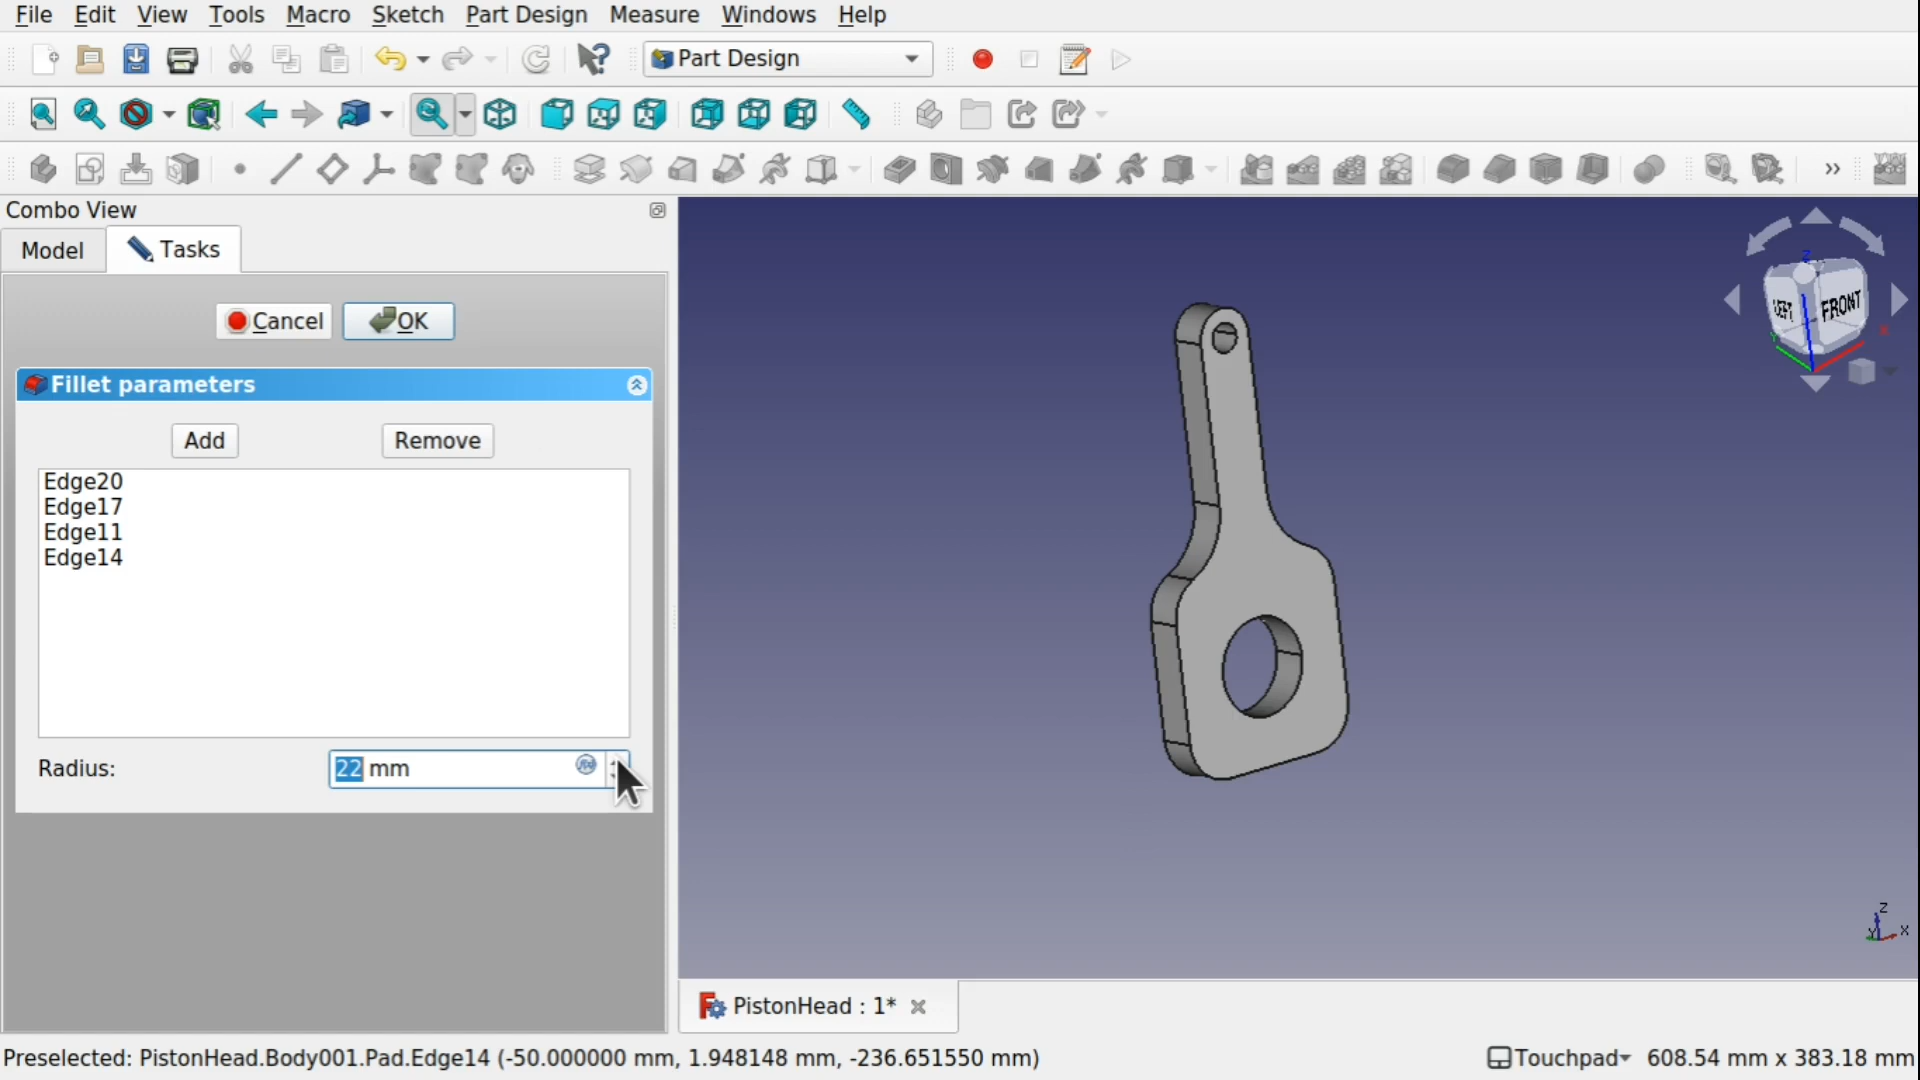 File Edit View Tools Macro Sketch Part Design Measure Windows Help
Part Design
Combo View
Model Tasks
Cancel OK
Fillet parameters
Add Remove
Edge20
Edge17
Edge11
Edge14
Radius: 22 mm
LEFT FRONT
Z
X
Y
Z
Y X
PistonHead : 1*
Preselected: PistonHead.Body001.Pad.Edge14 (-50.000000 mm, 1.948148 mm, -236.651550 mm) Touchpad 608.54 mm x 383.18 mm